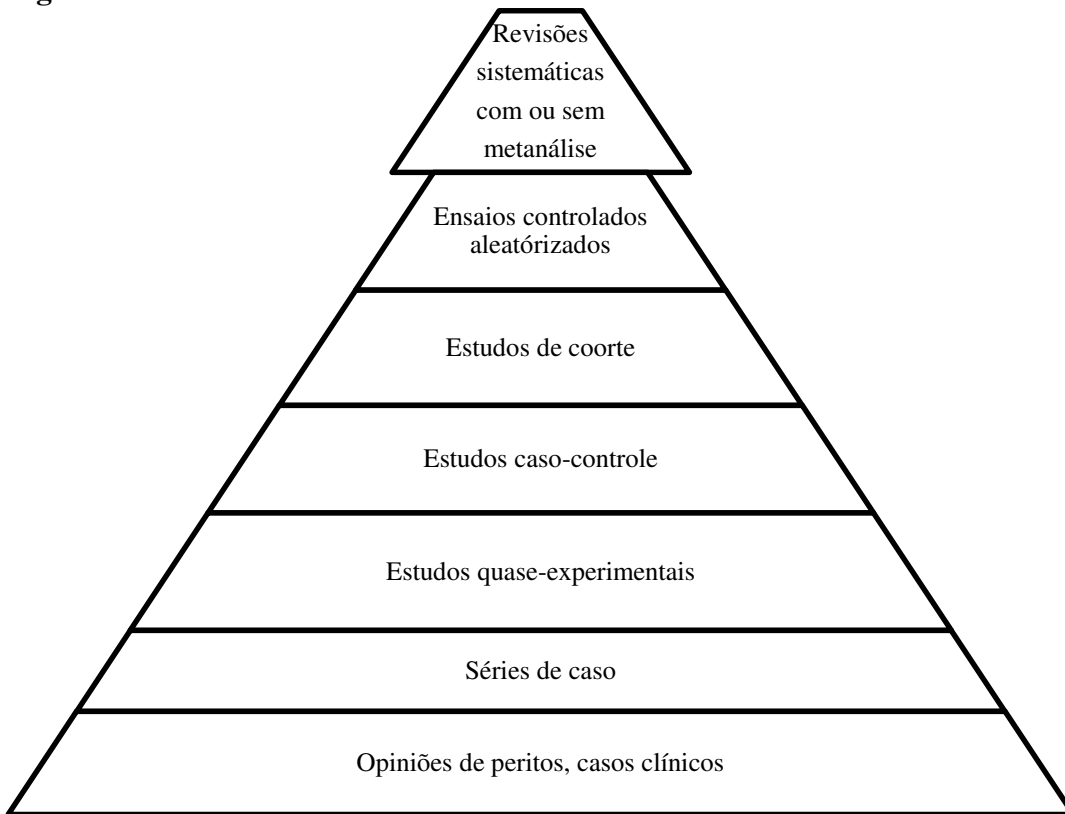 Revisões
sistemáticas
com ou sem
metanálise
Ensaios controlados
aleatórizados
Estudos de coorte
Estudos caso-controle
Estudos quase-experimentais
Séries de caso
Opiniões de peritos, casos clínicos